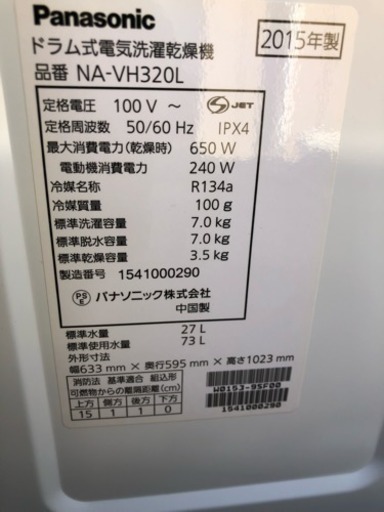 Panasonic
ドラム式電気洗濯乾燥機
2015年製
品番 NA-VH320L
定格電圧 100 V ～
S JET
定格周波数 50/60 Hz IPX4
最大消費電力(乾燥時) 650 W
電動機消費電力 240 W
冷媒名称 R134a
冷媒質量 100 g
標準洗濯容量 7.0 kg
標準脱水容量 7.0 kg
標準乾燥容量 3.5 kg
製造番号 1541000290
PS E パナソニック株式会社
中国製
標準水量 27 L
標準使用水量 73 L
外形寸法
幅633 mm × 奥行595 mm × 高さ1023 mm
消防法 基準適合 組込形
可燃物からの離隔距離(cm)
上方 側方 後方 下方
15 1 1 0
W0153-9SF00
1541000290